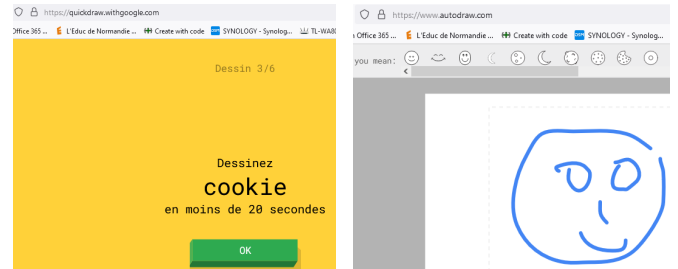 https://quickdraw.withgoogle.com
Office 365 ... L'Educ de Normandie ... Create with code SYNOLOGY - Synolog... TL-WA80
Dessin 3/6
Dessinez
cookie
en moins de 20 secondes
OK
https://www.autodraw.com
Office 365 ... L'Educ de Normandie ... Create with code SYNOLOGY - Synolog...
you mean: